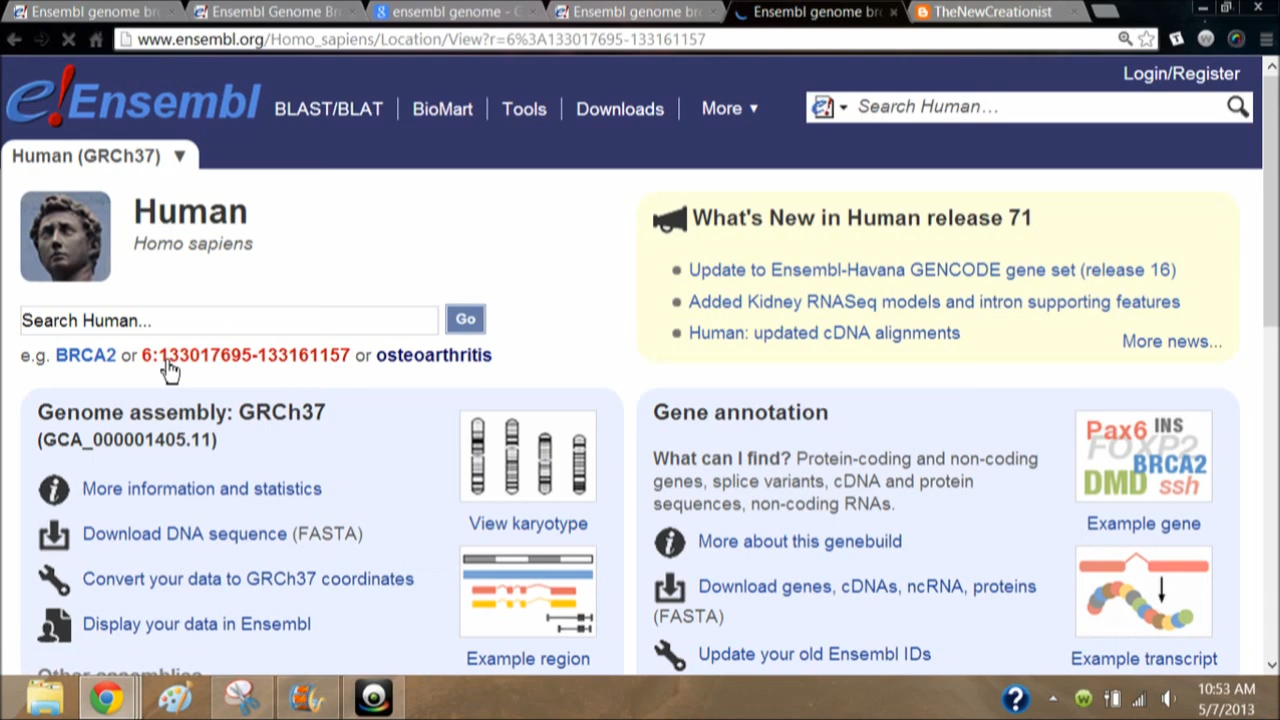 Ensembl genome br
Ensembl Genome Br
ensembl genome - G
Ensembl genome br
Ensembl genome br
TheNewCreationist
www.ensembl.org/Homo_sapiens/Location/View?r=6%3A133017695-133161157
Login/Register
e!Ensembl BLAST/BLAT BioMart Tools Downloads More ▼ Search Human…
Human (GRCh37) ▼
Human
Homo sapiens
Search Human... Go
e.g. BRCA2 or 6:133017695-133161157 or osteoarthritis
What's New in Human release 71
Update to Ensembl-Havana GENCODE gene set (release 16)
Added Kidney RNASeq models and intron supporting features
Human: updated cDNA alignments
More news...
Genome assembly: GRCh37
(GCA_000001405.11)
More information and statistics
Download DNA sequence (FASTA)
Convert your data to GRCh37 coordinates
Display your data in Ensembl
Other assemblies
View karyotype
Example region
Gene annotation
What can I find? Protein-coding and non-coding
genes, splice variants, cDNA and protein
sequences, non-coding RNAs.
More about this genebuild
Download genes, cDNAs, ncRNA, proteins
(FASTA)
Update your old Ensembl IDs
Pax6 INS
FOXP2
BRCA2
DMD ssh
Example gene
Example transcript
10:53 AM
5/7/2013